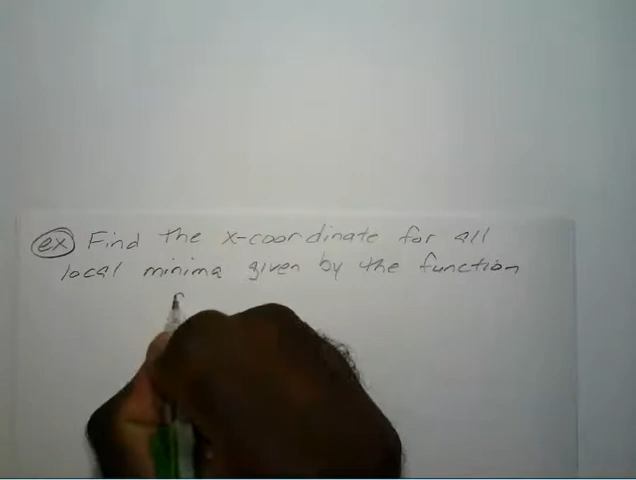 ex Find the x-coordinate for all
local minima given by the function